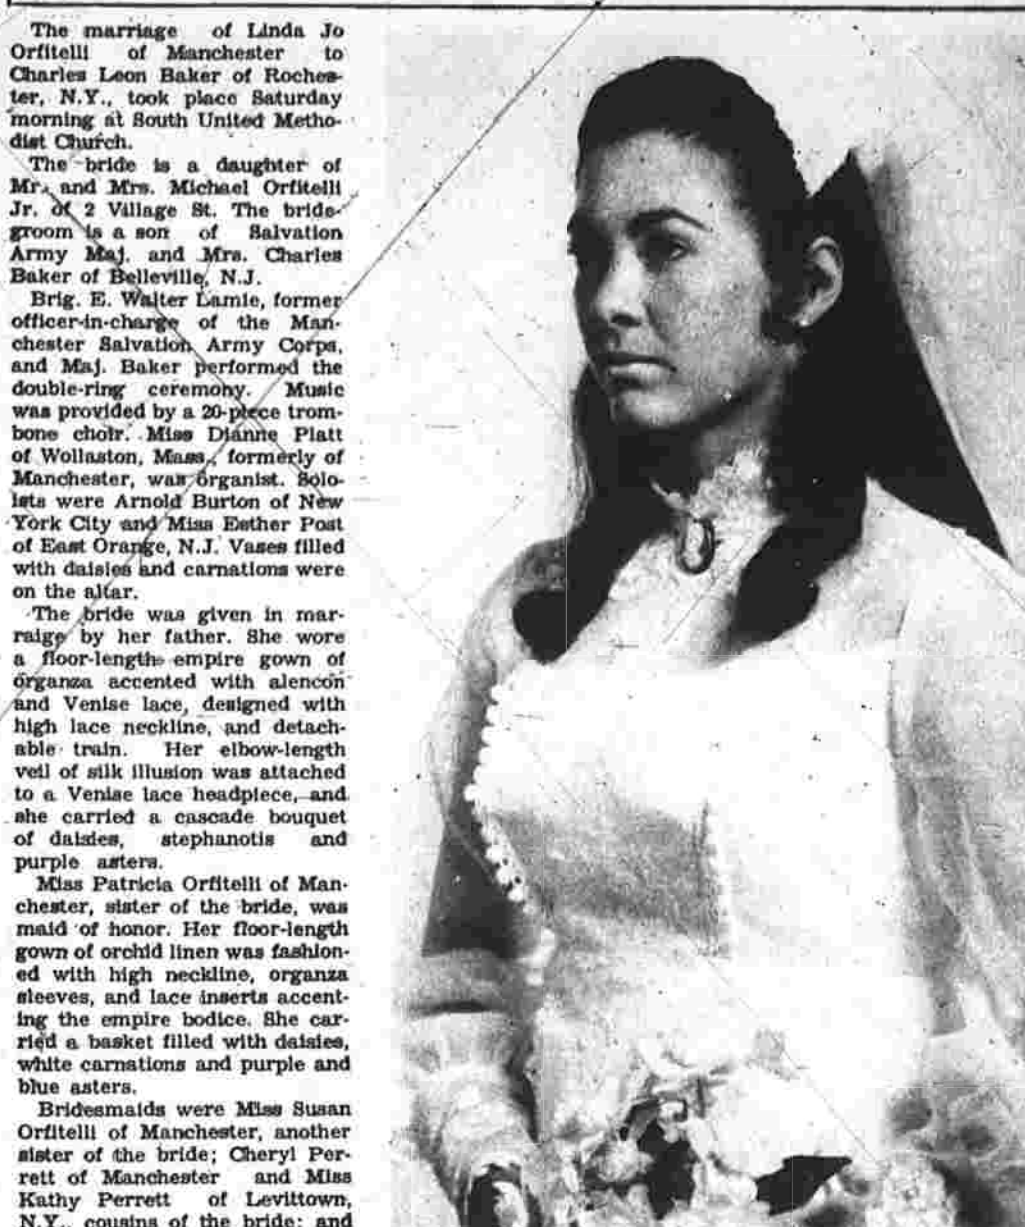 The marriage of Linda Jo
Orfitelli of Manchester to
Charles Leon Baker of Roches-
ter, N.Y., took place Saturday
morning at South United Metho-
dist Church.
The bride is a daughter of
Mr. and Mrs. Michael Orfitelli
Jr. of 2 Village St. The bride-
groom is a son of Salvation
Army Maj. and Mrs. Charles
Baker of Belleville, N.J.
Brig. E. Walter Lamie, former
officer-in-charge of the Man-
chester Salvation Army Corps,
and Maj. Baker performed the
double-ring ceremony. Music
was provided by a 20-piece trom-
bone choir. Miss Dianne Platt
of Wollaston, Mass., formerly of
Manchester, was organist. Solo-
ists were Arnold Burton of New
York City and Miss Esther Post
of East Orange, N.J. Vases filled
with daisies and carnations were
on the altar.
The bride was given in mar-
raige by her father. She wore
a floor-length empire gown of
organza accented with alencon
and Venise lace, designed with
high lace neckline, and detach-
able train. Her elbow-length
veil of silk illusion was attached
to a Venise lace headpiece, and
she carried a cascade bouquet
of daisies, stephanotis and
purple asters.
Miss Patricia Orfitelli of Man-
chester, sister of the bride, was
maid of honor. Her floor-length
gown of orchid linen was fashion-
ed with high neckline, organza
sleeves, and lace inserts accent-
ing the empire bodice. She car-
ried a basket filled with daisies,
white carnations and purple and
blue asters.
Bridesmaids were Miss Susan
Orfitelli of Manchester, another
sister of the bride; Cheryl Per-
rett of Manchester and Miss
Kathy Perrett of Levittown,
N.Y., cousins of the bride; and